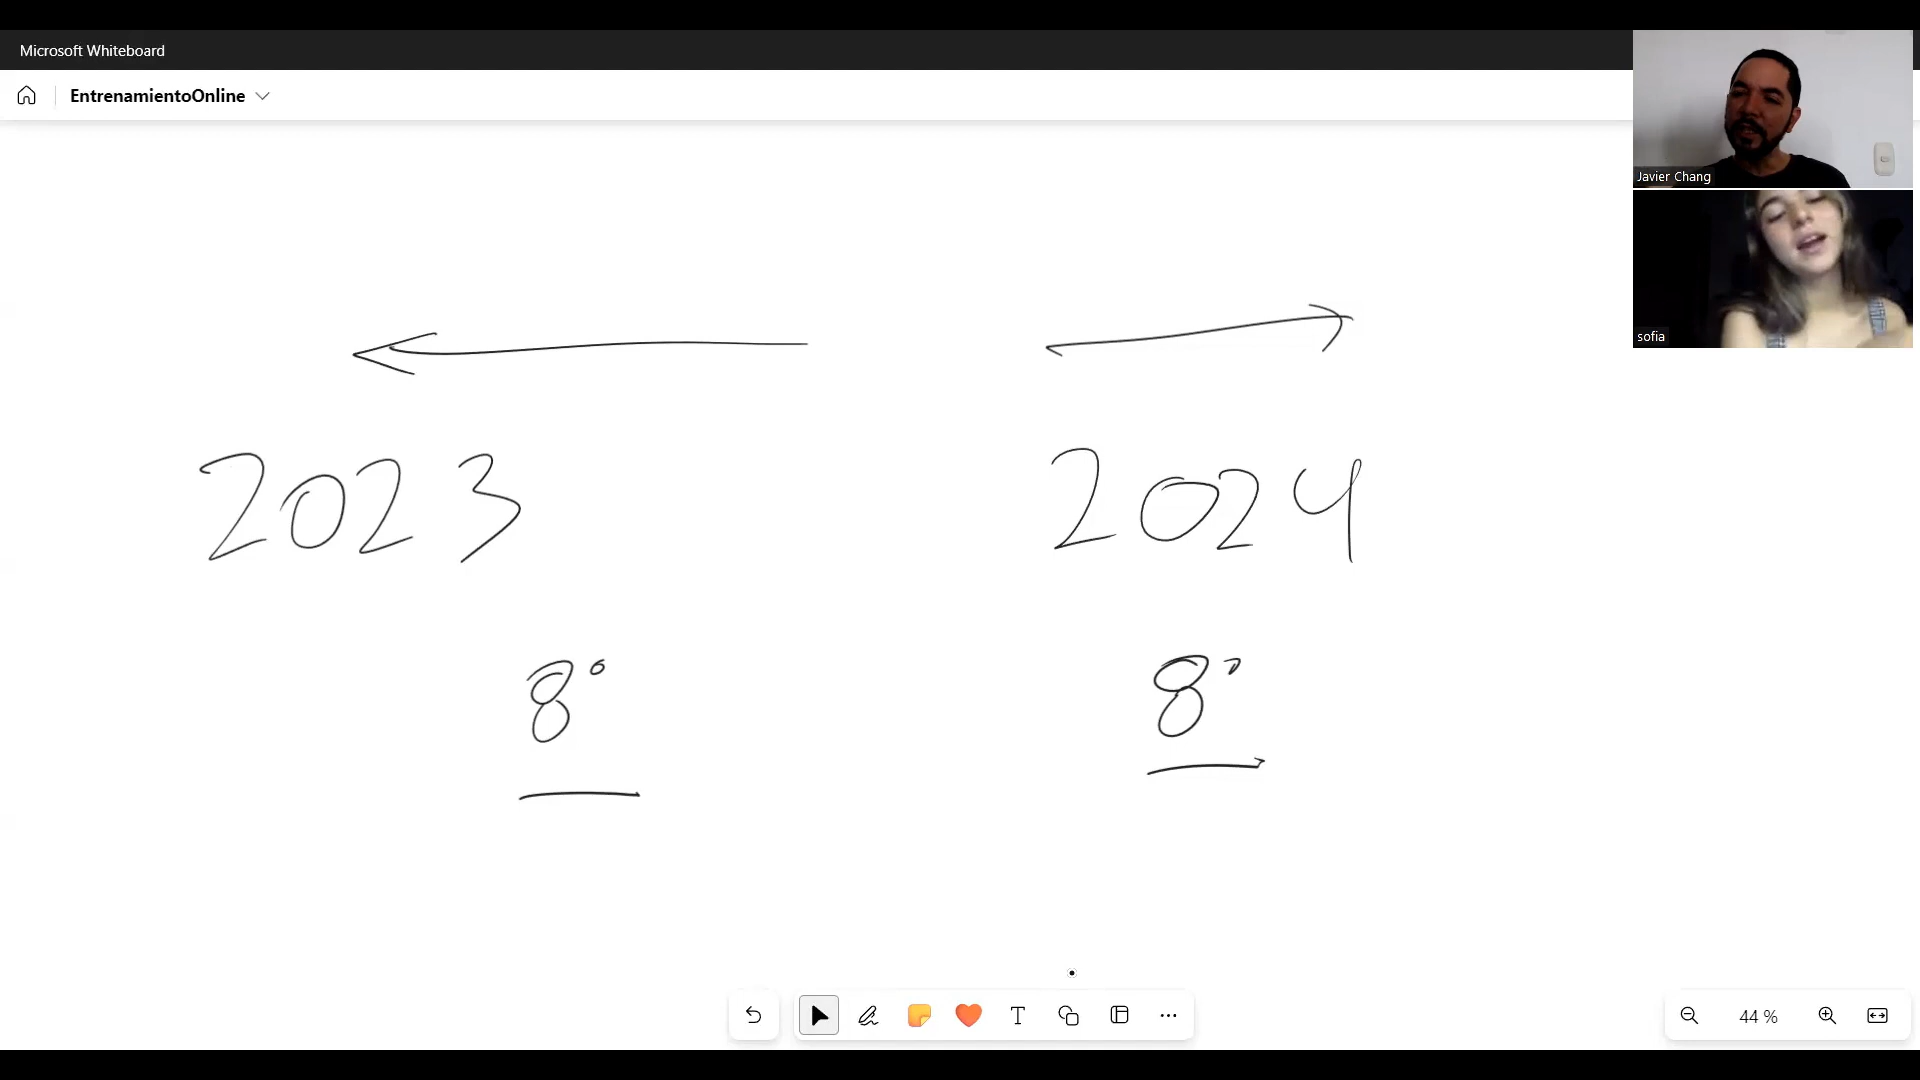 Microsoft Whiteboard
EntrenamientoOnline
Javier Chang
sofia
2023
2024
8°
8°
44 %